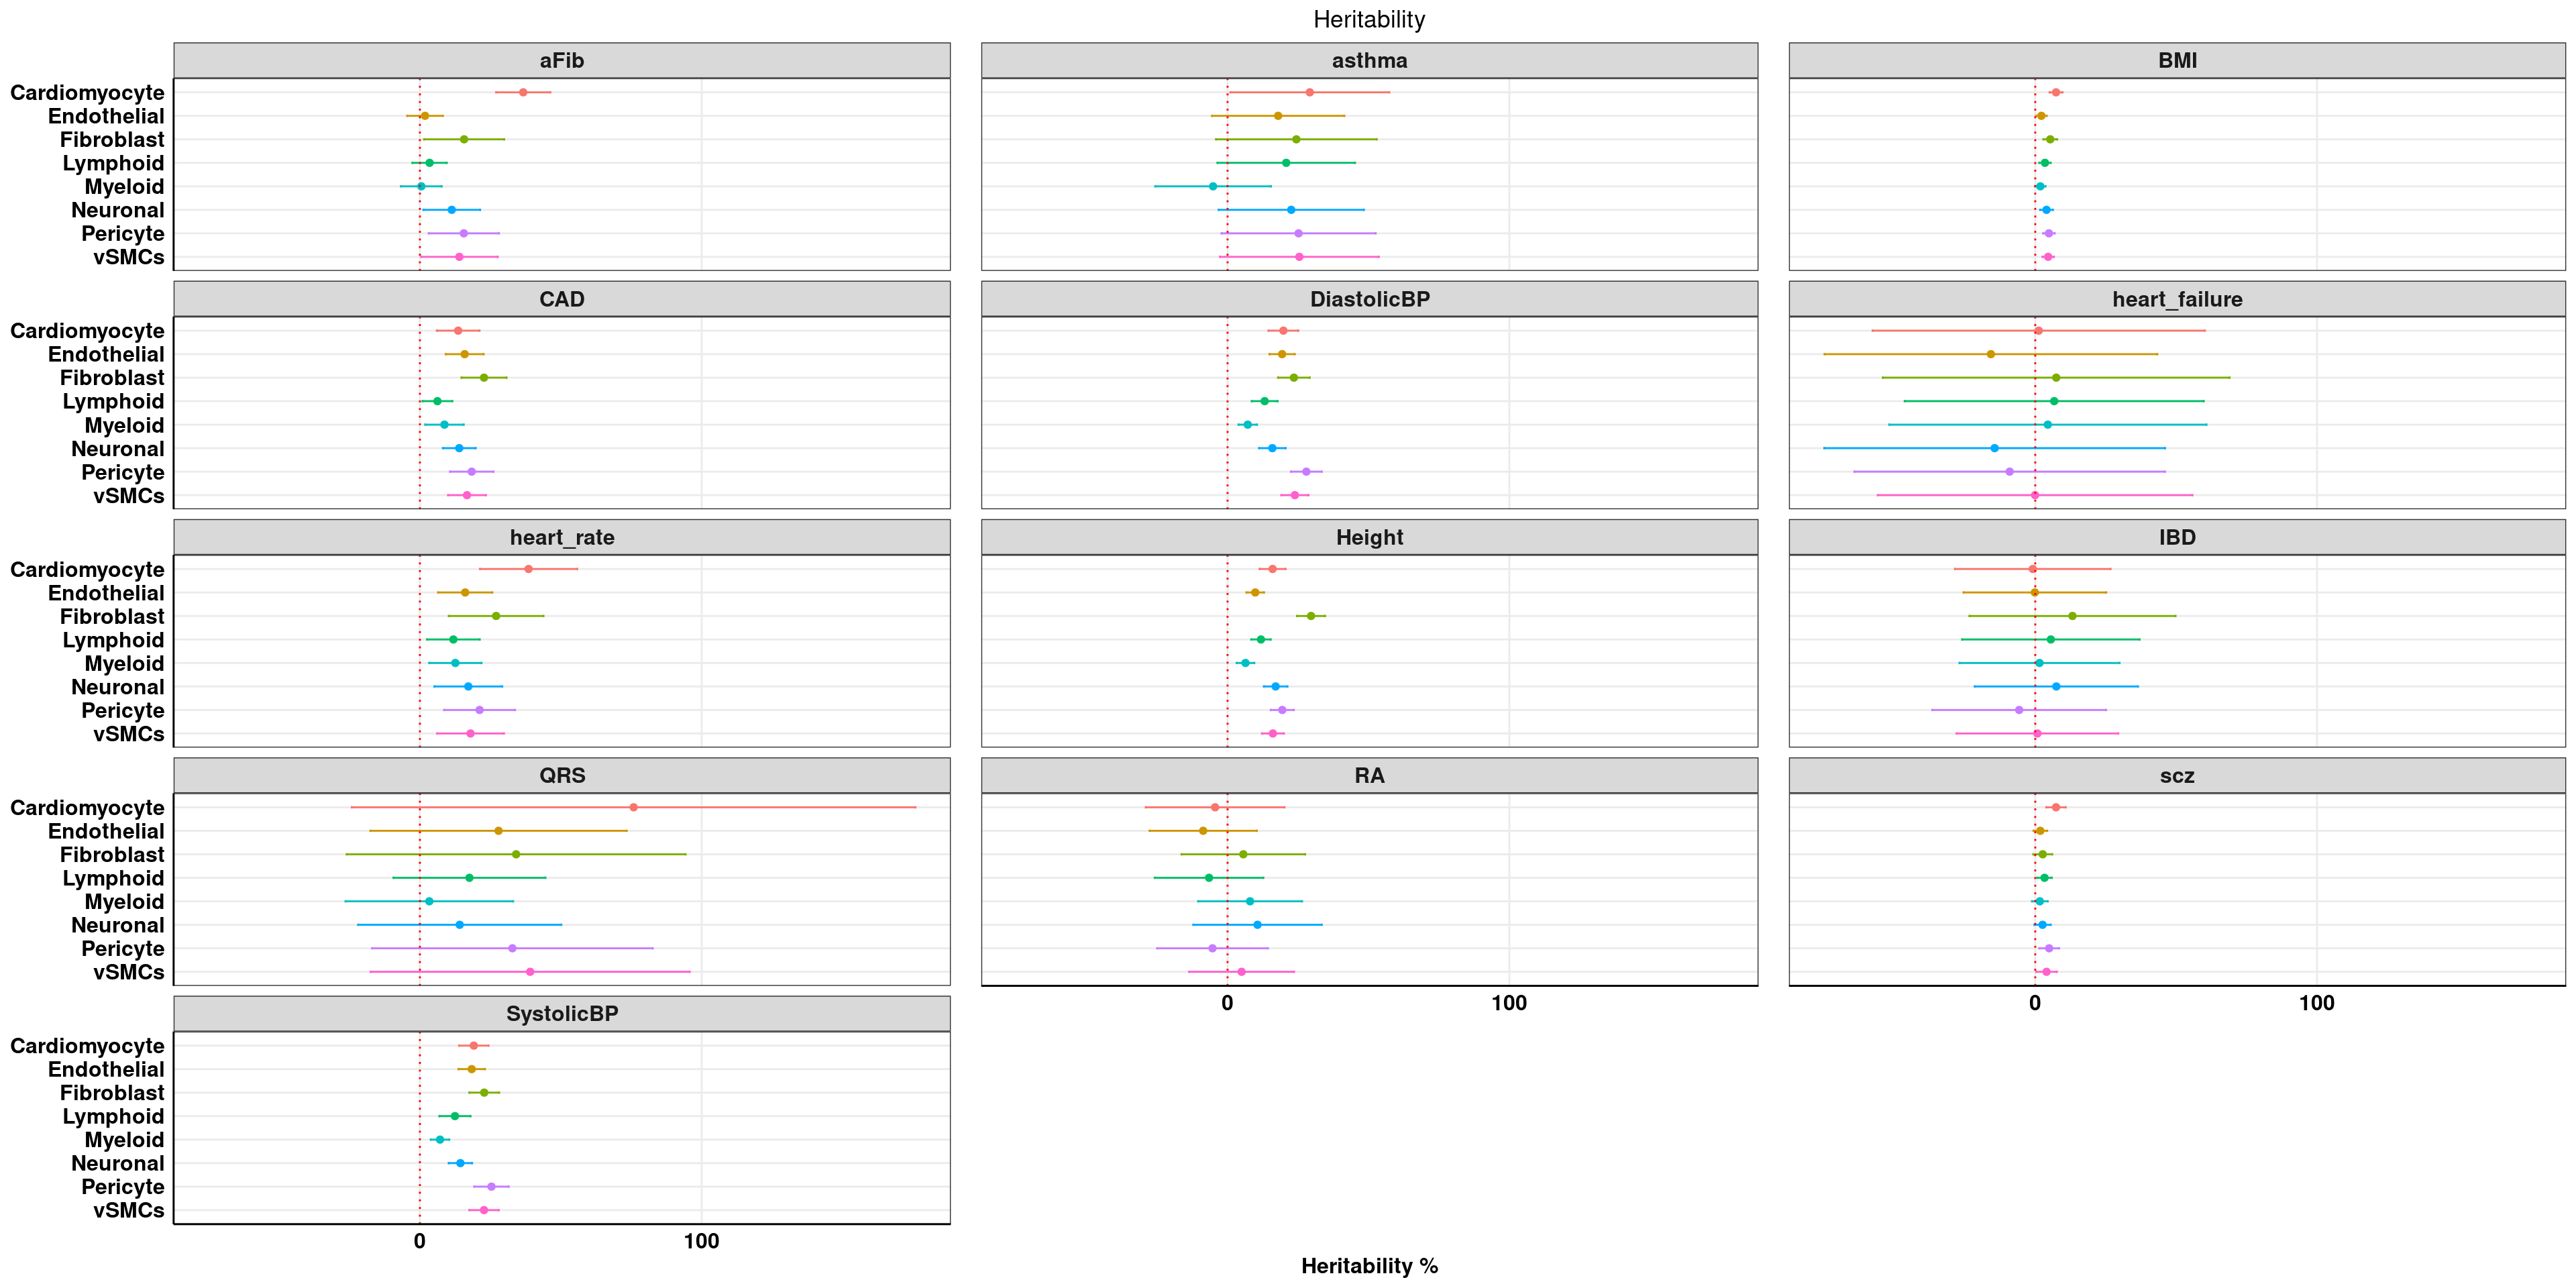 Heritability
aFib
asthma
BMI
Cardiomyocyte
Endothelial
Fibroblast
Lymphoid
Myeloid
Neuronal
Pericyte
vSMCs
CAD
DiastolicBP
heart_failure
Cardiomyocyte
Endothelial
Fibroblast
Lymphoid
Myeloid
Neuronal
Pericyte
vSMCs
heart_rate
Height
IBD
Cardiomyocyte
Endothelial
Fibroblast
Lymphoid
Myeloid
Neuronal
Pericyte
vSMCs
QRS
RA
scz
Cardiomyocyte
Endothelial
Fibroblast
Lymphoid
Myeloid
Neuronal
Pericyte
vSMCs
0 100
0 100
SystolicBP
Cardiomyocyte
Endothelial
Fibroblast
Lymphoid
Myeloid
Neuronal
Pericyte
vSMCs
0 100
Heritability %